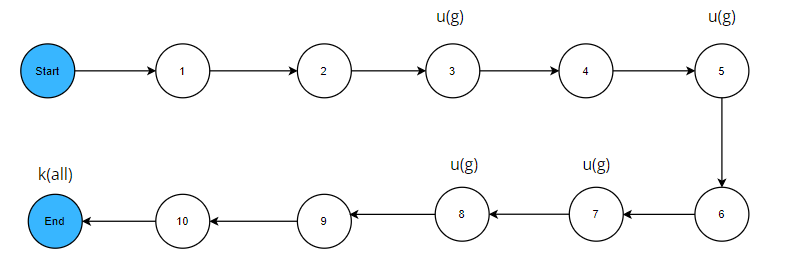 u(g) u(g)
Start 1 2 3 4 5
k(all) u(g) u(g)
End 10 9 8 7 6